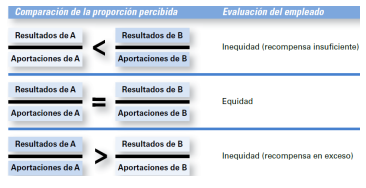 Comparación de la proporción percibida Evaluación del empleado
Resultados de A Resultados de B
< Inequidad (recompensa insuficiente)
Aportaciones de A Aportaciones de B
Resultados de A Resultados de B
= Equidad
Aportaciones de A Aportaciones de B
Resultados de A Resultados de B
> Inequidad (recompensa en exceso)
Aportaciones de A Aportaciones de B